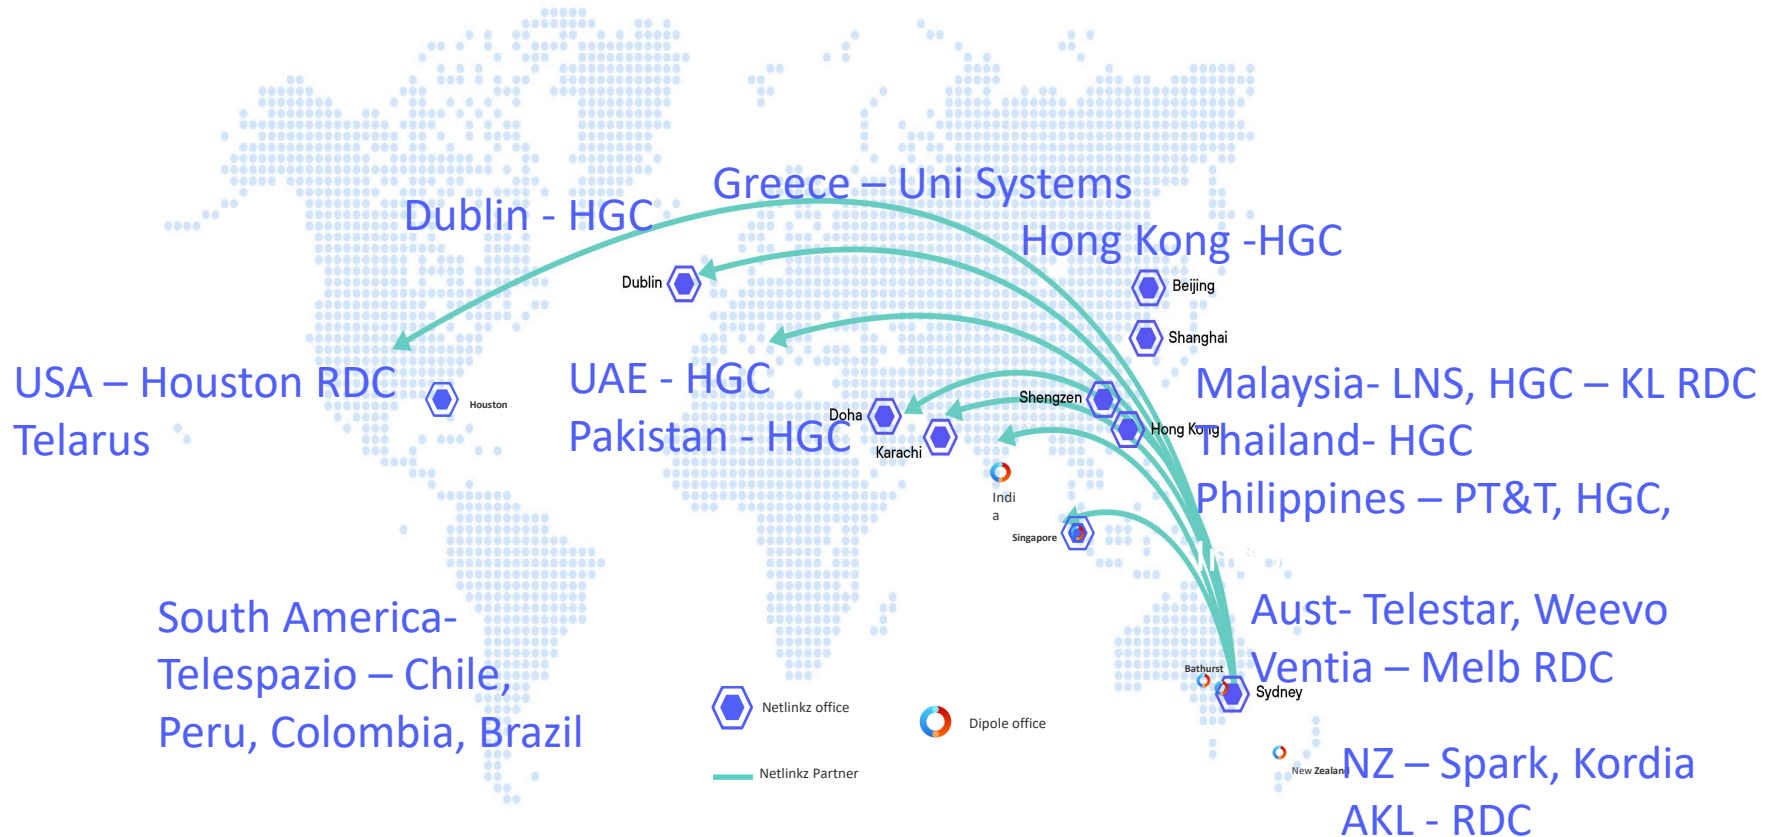 Greece – Uni Systems
Dublin - HGC
Hong Kong -HGC
Dublin
Beijing
Shanghai
USA – Houston RDC
Telarus
Houston
UAE - HGC
Pakistan - HGC
Doha
Karachi
Shengzen
Hong Kong
Malaysia- LNS, HGC – KL RDC
Thailand- HGC
Philippines – PT&T, HGC,
Indi
a
Singapore
South America-
Telespazio – Chile,
Peru, Colombia, Brazil
Aust- Telestar, Weevo
Ventia – Melb RDC
Bathurst
Sydney
Netlinkz office
Dipole office
Netlinkz Partner
New Zealand
NZ – Spark, Kordia
AKL - RDC